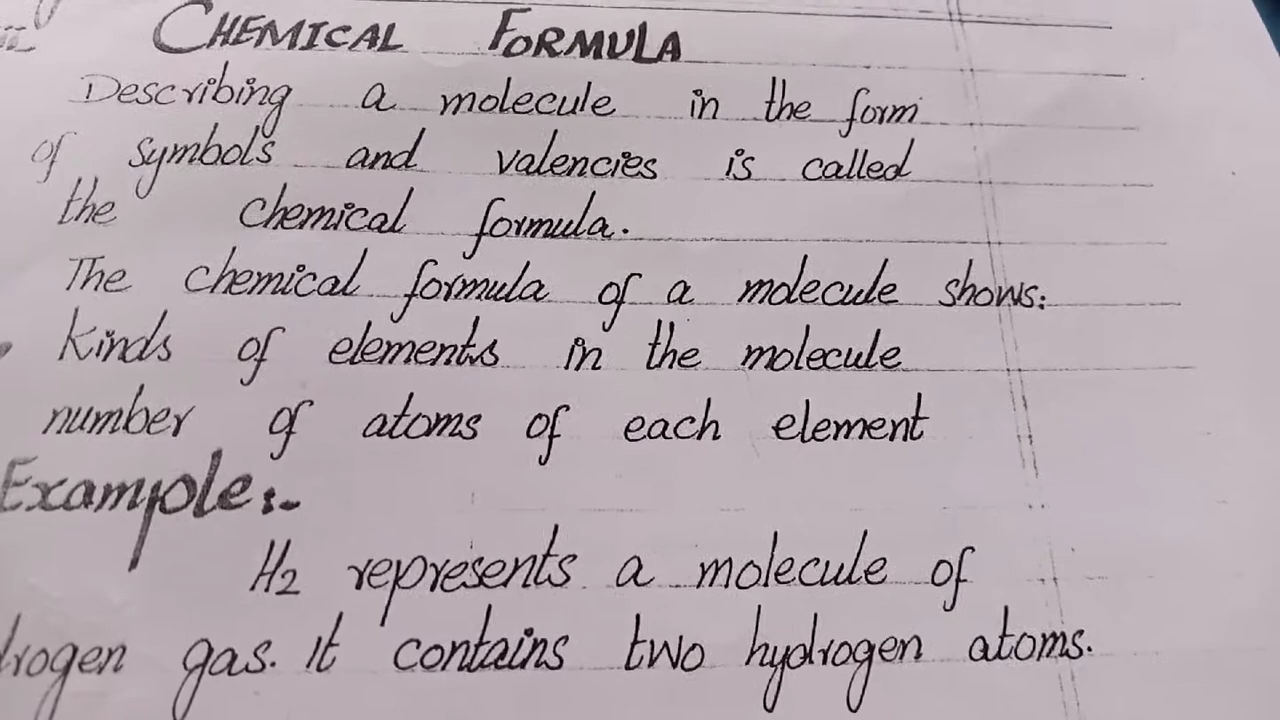 CHEMICAL FORMULA
Describing a molecule in the form
of symbols and valencies is called
the chemical formula.
The chemical formula of a molecule shows:
Kinds of elements in the molecule
number of atoms of each element
Example:-
H2 represents a molecule of
drogen gas. It contains two hydrogen atoms.